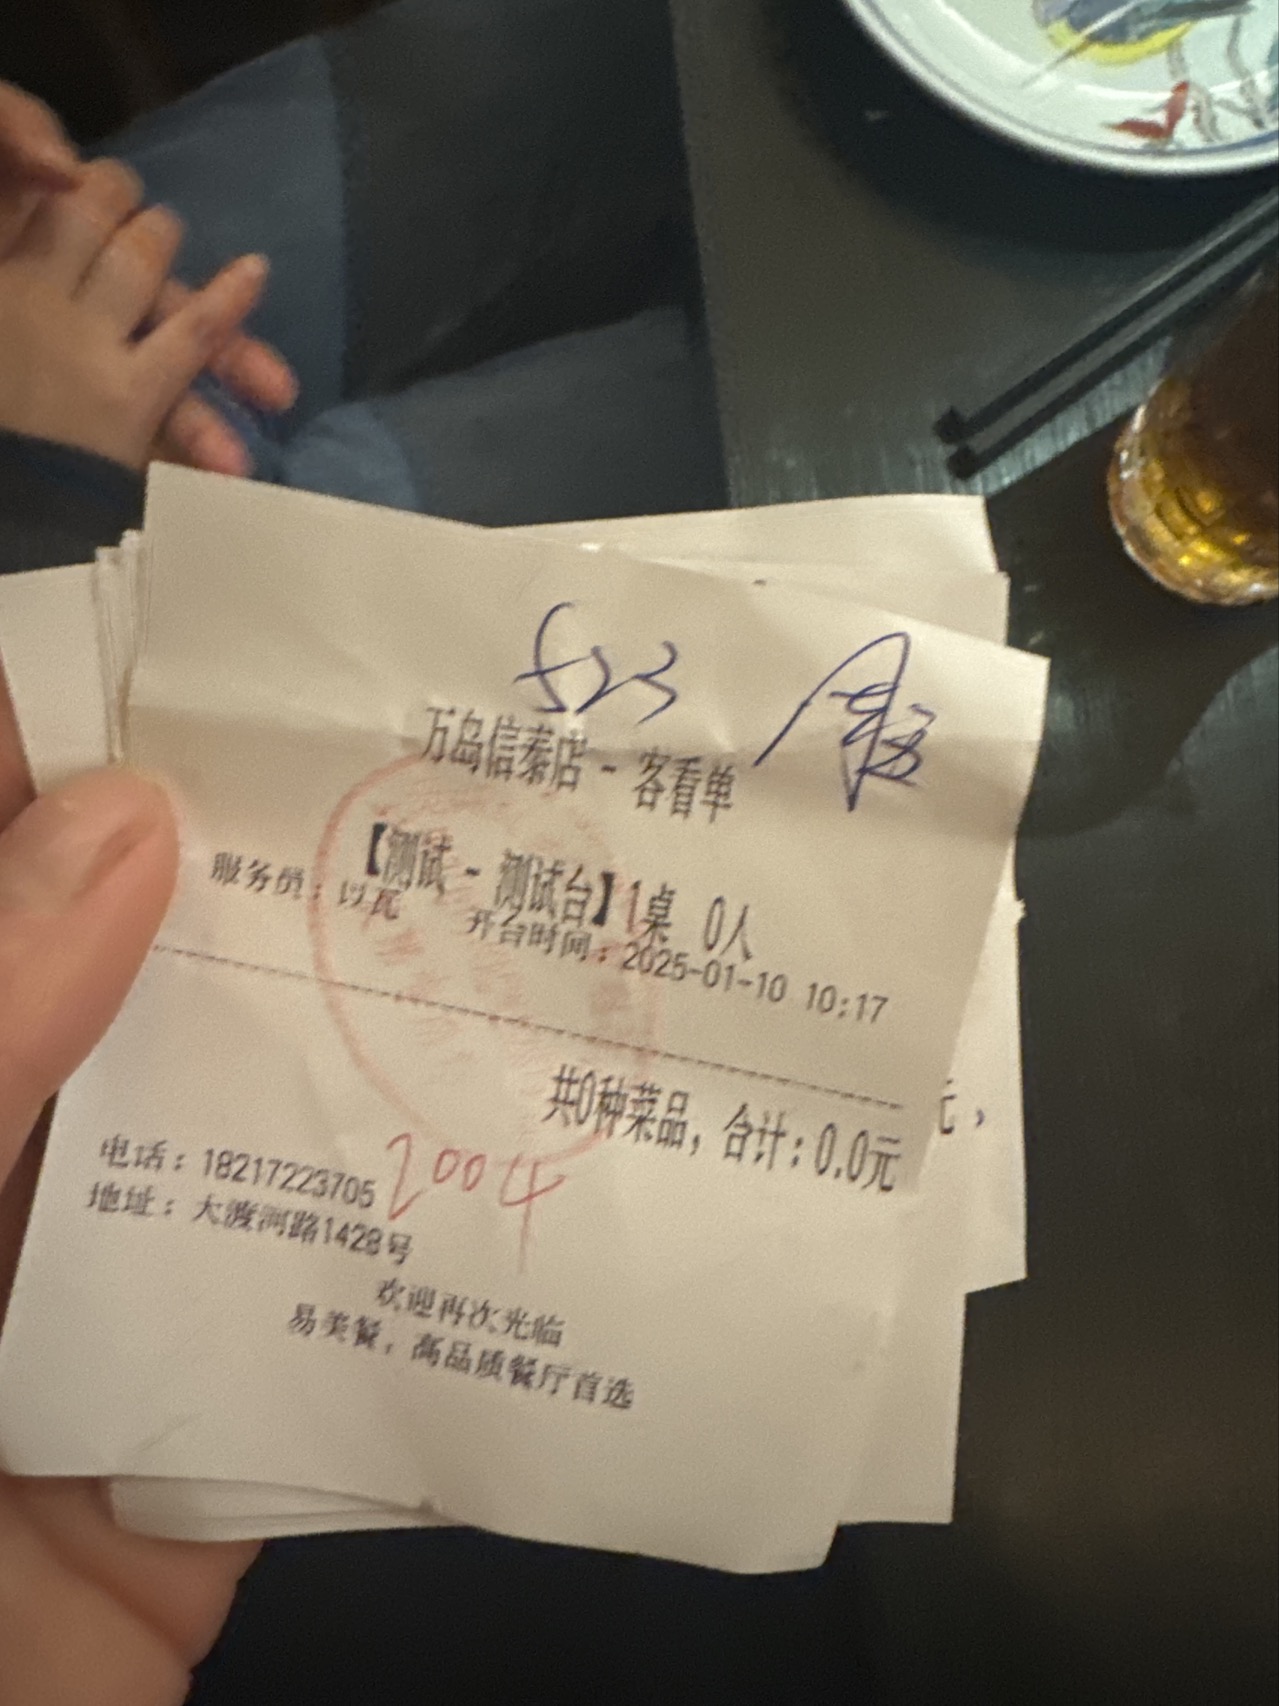 万岛信泰店 - 客看单
【测试 - 测试台】1桌 0人
服务员：以瓦 开台时间：2025-01-10 10:17
共0种菜品，合计：0.0元
元，
2004
电话：18217223705
地址：大渡河路1428号
欢迎再次光临
易美餐，高品质餐厅首选